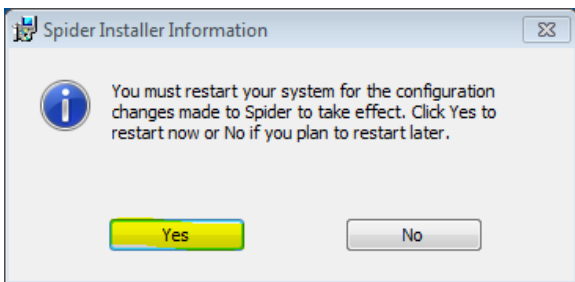 Spider Installer Information
You must restart your system for the configuration
changes made to Spider to take effect. Click Yes to
restart now or No if you plan to restart later.
Yes
No